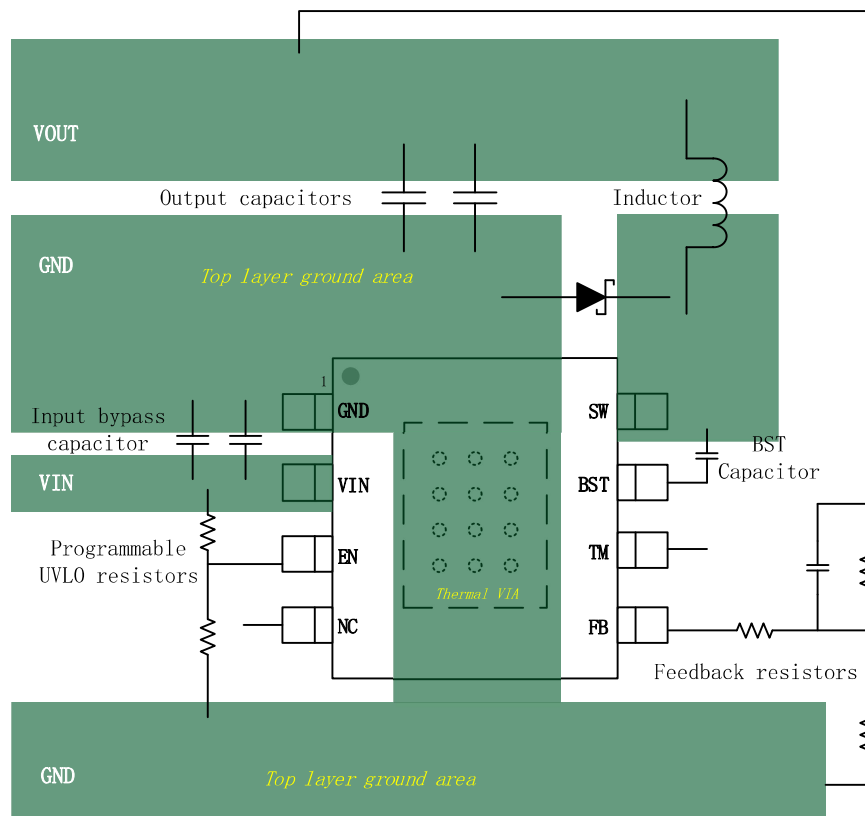 VOUT
Output capacitors
Inductor
GND
Top layer ground area
1
GND
SW
Input bypass
capacitor
BST
Capacitor
VIN
VIN
BST
Programmable
UVLO resistors
EN
TM
Thermal VIA
NC
FB
Feedback resistors
GND
Top layer ground area